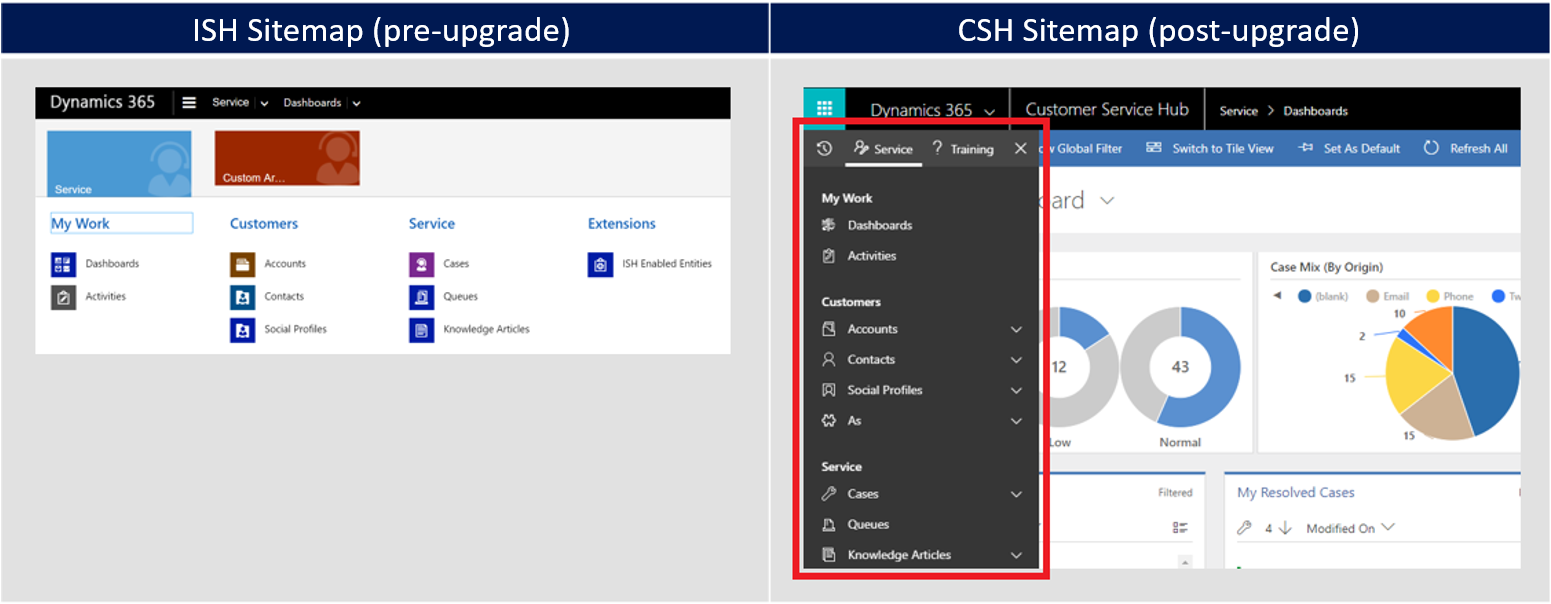 ISH Sitemap (pre-upgrade)
CSH Sitemap (post-upgrade)
Dynamics 365 Service Dashboards
Service
Custom Ar...
My Work Customers Service Extensions
Dashboards Accounts Cases ISH Enabled Entities
Activities Contacts Queues
Social Profiles Knowledge Articles
Dynamics 365 Customer Service Hub Service > Dashboards
Service ? Training ow Global Filter Switch to Tile View Set As Default Refresh All
My Work
Dashboards
Activities
Customers
Accounts
Contacts
Social Profiles
As
Service
Cases
Queues
Knowledge Articles
oard
12
Low
43
Normal
Case Mix (By Origin)
(blank) Email Phone Tw
10
2
15
15
Filtered
My Resolved Cases
4 Modified On